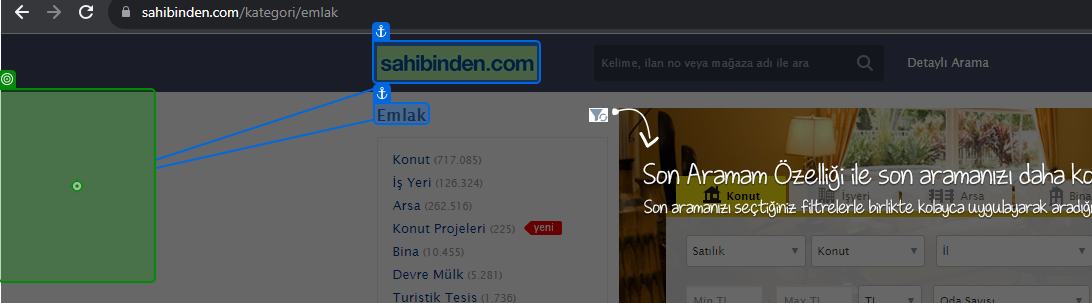 sahibinden.com/kategori/emlak
sahibinden.com
Kelime, ilan no veya mağaza adı ile ara
Detaylı Arama
Emlak
Konut (717.085)
İş Yeri (126.324)
Arsa (262.516)
Konut Projeleri (225) yeni
Bina (10.455)
Devre Mülk (5.281)
Turistik Tesis (1.736)
Son Aramam Özelliği ile son aramanızı daha ko
Konut İşyeri Arsa Bina
Son aramanızı seçtiğiniz filtrelerle birlikte kolayca uygulayarak aradığı
Satılık Konut İl
Min TL Max TL TL Oda Sayısı